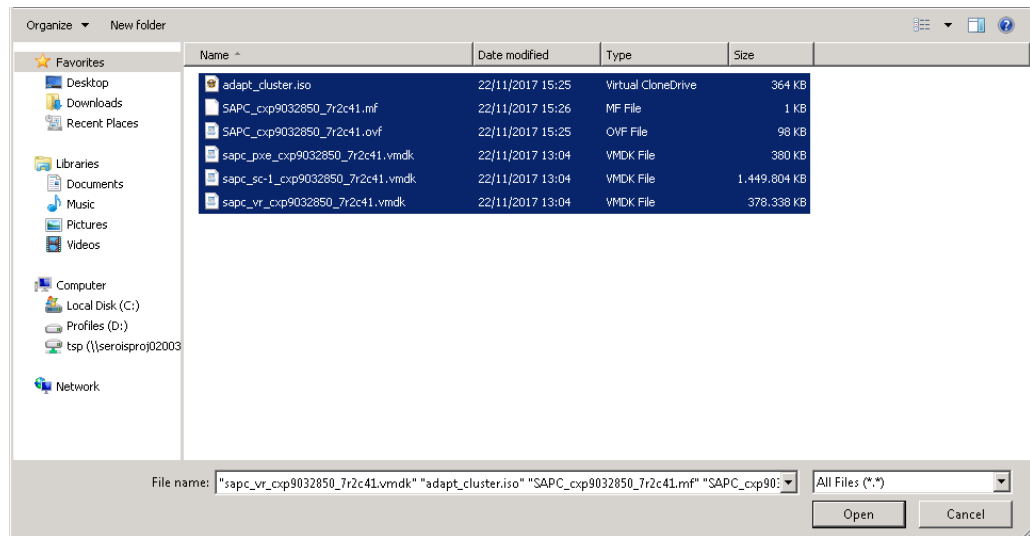 Organize New folder
Name Date modified Type Size
Favorites
Desktop
Downloads
Recent Places
Libraries
Documents
Music
Pictures
Videos
Computer
Local Disk (C:)
Profiles (D:)
tsp (\\seroisproj02003
Network
adapt_cluster.iso 22/11/2017 15:25 Virtual CloneDrive 364 KB
SAPC_cxp9032850_7r2c41.mf 22/11/2017 15:26 MF File 1 KB
SAPC_cxp9032850_7r2c41.ovf 22/11/2017 15:25 OVF File 98 KB
sapc_pxe_cxp9032850_7r2c41.vmdk 22/11/2017 13:04 VMDK File 380 KB
sapc_sc-1_cxp9032850_7r2c41.vmdk 22/11/2017 13:04 VMDK File 1.449.804 KB
sapc_vr_cxp9032850_7r2c41.vmdk 22/11/2017 13:04 VMDK File 378.338 KB
File name: "sapc_vr_cxp9032850_7r2c41.vmdk" "adapt_cluster.iso" "SAPC_cxp9032850_7r2c41.mf" "SAPC_cxp903 All Files (*.*)
Open Cancel